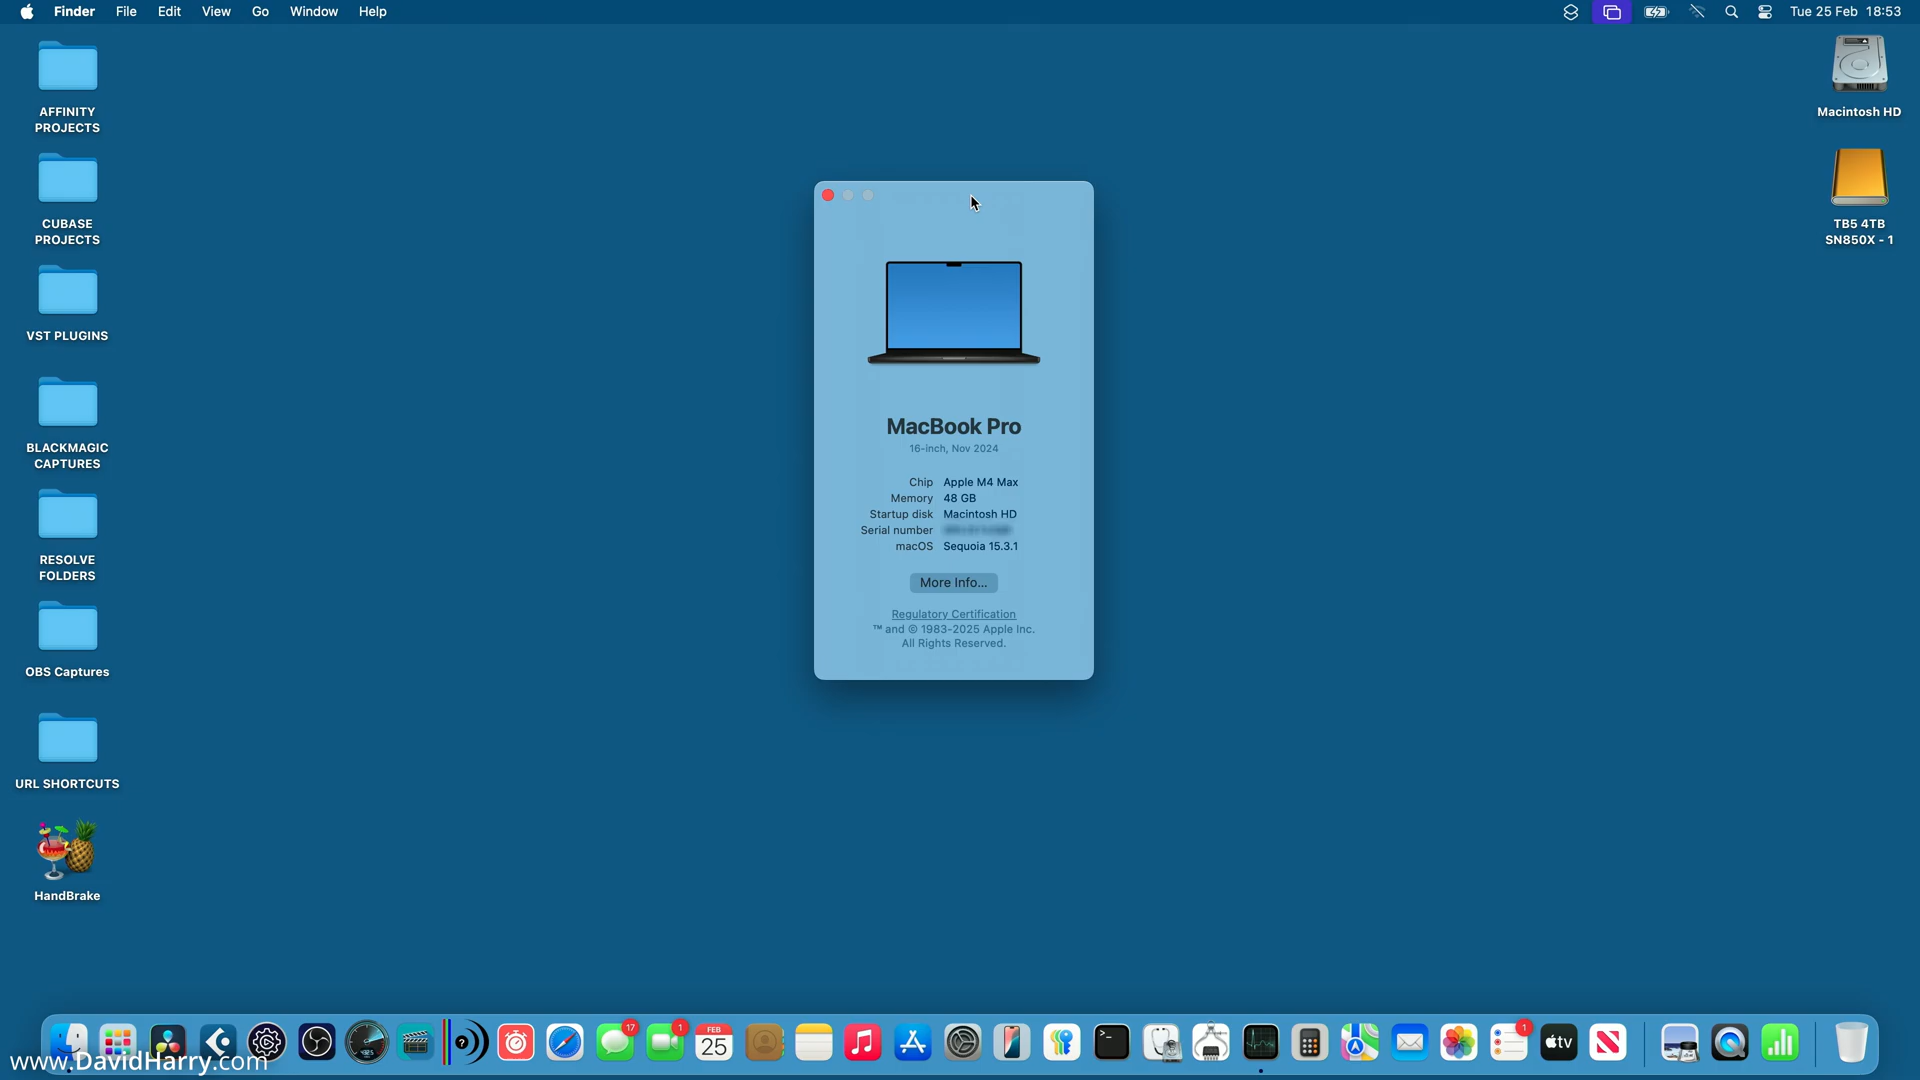 Finder File Edit View Go Window Help
Tue 25 Feb 18:53
AFFINITY
PROJECTS
CUBASE
PROJECTS
VST PLUGINS
BLACKMAGIC
CAPTURES
RESOLVE
FOLDERS
OBS Captures
URL SHORTCUTS
HandBrake
MacBook Pro
16-inch, Nov 2024
Chip Apple M4 Max
Memory 48 GB
Startup disk Macintosh HD
Serial number
macOS Sequoia 15.3.1
More Info...
Regulatory Certification
™ and © 1983-2025 Apple Inc.
All Rights Reserved.
Macintosh HD
TB5 4TB
SN850X - 1
17
1
FEB
25
1
tv
www.DavidHarry.com